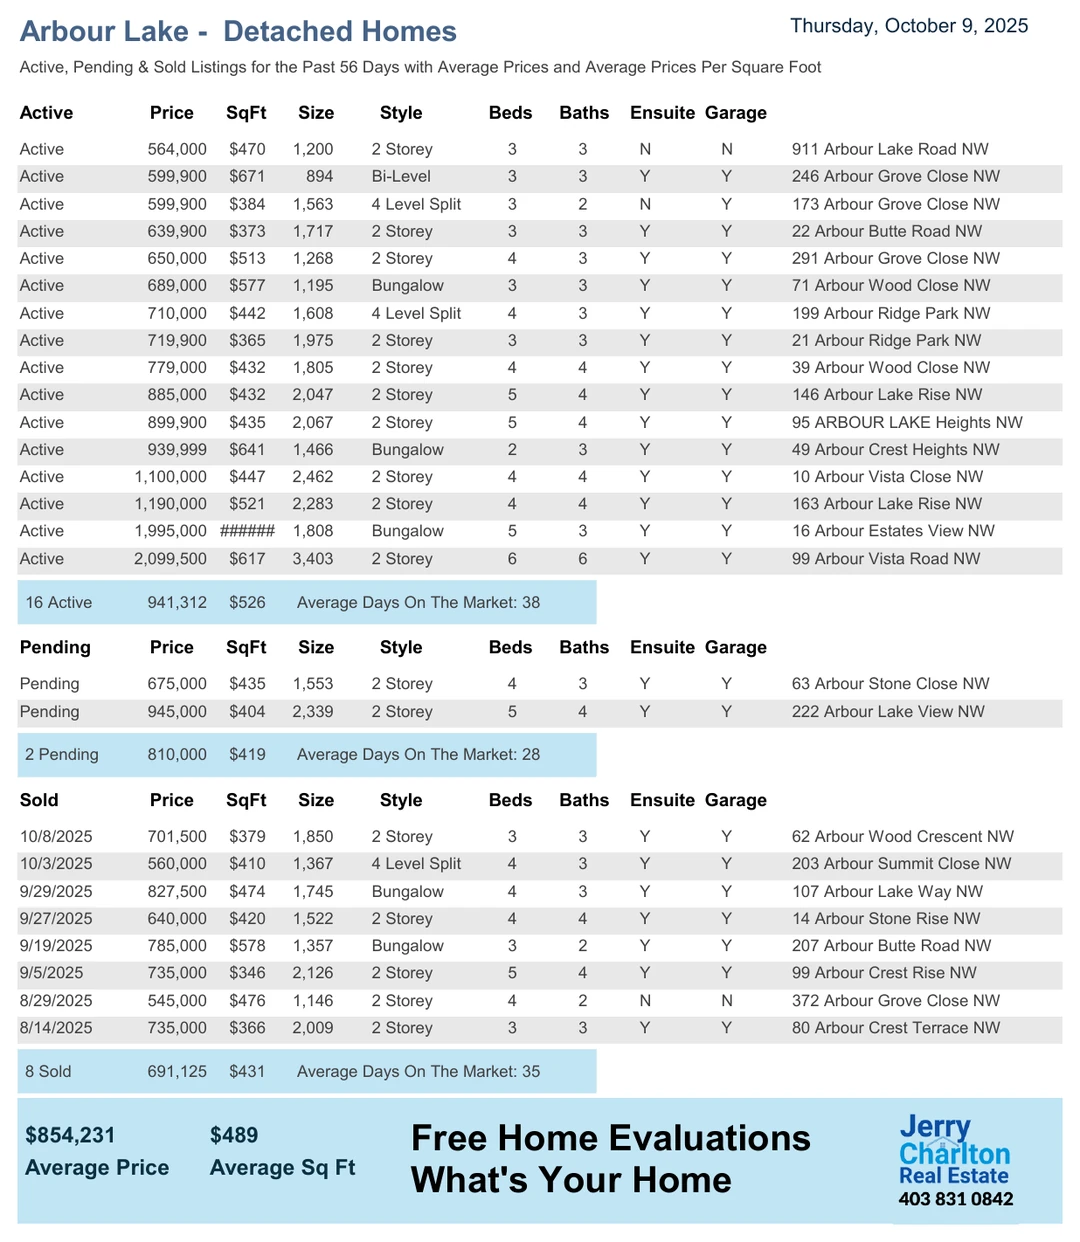 Arbour Lake - Detached Homes
Thursday, October 9, 2025
Active, Pending & Sold Listings for the Past 56 Days with Average Prices and Average Prices Per Square Foot
Active Price SqFt Size Style Beds Baths Ensuite Garage
Active 564,000 $470 1,200 2 Storey 3 3 N N 911 Arbour Lake Road NW
Active 599,900 $671 894 Bi-Level 3 3 Y Y 246 Arbour Grove Close NW
Active 599,900 $384 1,563 4 Level Split 3 2 N Y 173 Arbour Grove Close NW
Active 639,900 $373 1,717 2 Storey 3 3 Y Y 22 Arbour Butte Road NW
Active 650,000 $513 1,268 2 Storey 4 3 Y Y 291 Arbour Grove Close NW
Active 689,000 $577 1,195 Bungalow 3 3 Y Y 71 Arbour Wood Close NW
Active 710,000 $442 1,608 4 Level Split 4 3 Y Y 199 Arbour Ridge Park NW
Active 719,900 $365 1,975 2 Storey 3 3 Y Y 21 Arbour Ridge Park NW
Active 779,000 $432 1,805 2 Storey 4 4 Y Y 39 Arbour Wood Close NW
Active 885,000 $432 2,047 2 Storey 5 4 Y Y 146 Arbour Lake Rise NW
Active 899,900 $435 2,067 2 Storey 5 4 Y Y 95 ARBOUR LAKE Heights NW
Active 939,999 $641 1,466 Bungalow 2 3 Y Y 49 Arbour Crest Heights NW
Active 1,100,000 $447 2,462 2 Storey 4 4 Y Y 10 Arbour Vista Close NW
Active 1,190,000 $521 2,283 2 Storey 4 4 Y Y 163 Arbour Lake Rise NW
Active 1,995,000 ###### 1,808 Bungalow 5 3 Y Y 16 Arbour Estates View NW
Active 2,099,500 $617 3,403 2 Storey 6 6 Y Y 99 Arbour Vista Road NW
16 Active 941,312 $526 Average Days On The Market: 38
Pending Price SqFt Size Style Beds Baths Ensuite Garage
Pending 675,000 $435 1,553 2 Storey 4 3 Y Y 63 Arbour Stone Close NW
Pending 945,000 $404 2,339 2 Storey 5 4 Y Y 222 Arbour Lake View NW
2 Pending 810,000 $419 Average Days On The Market: 28
Sold Price SqFt Size Style Beds Baths Ensuite Garage
10/8/2025 701,500 $379 1,850 2 Storey 3 3 Y Y 62 Arbour Wood Crescent NW
10/3/2025 560,000 $410 1,367 4 Level Split 4 3 Y Y 203 Arbour Summit Close NW
9/29/2025 827,500 $474 1,745 Bungalow 4 3 Y Y 107 Arbour Lake Way NW
9/27/2025 640,000 $420 1,522 2 Storey 4 4 Y Y 14 Arbour Stone Rise NW
9/19/2025 785,000 $578 1,357 Bungalow 3 2 Y Y 207 Arbour Butte Road NW
9/5/2025 735,000 $346 2,126 2 Storey 5 4 Y Y 99 Arbour Crest Rise NW
8/29/2025 545,000 $476 1,146 2 Storey 4 2 N N 372 Arbour Grove Close NW
8/14/2025 735,000 $366 2,009 2 Storey 3 3 Y Y 80 Arbour Crest Terrace NW
8 Sold 691,125 $431 Average Days On The Market: 35
$854,231 $489
Average Price Average Sq Ft
Free Home Evaluations
What's Your Home
Jerry
Charlton
Real Estate
403 831 0842